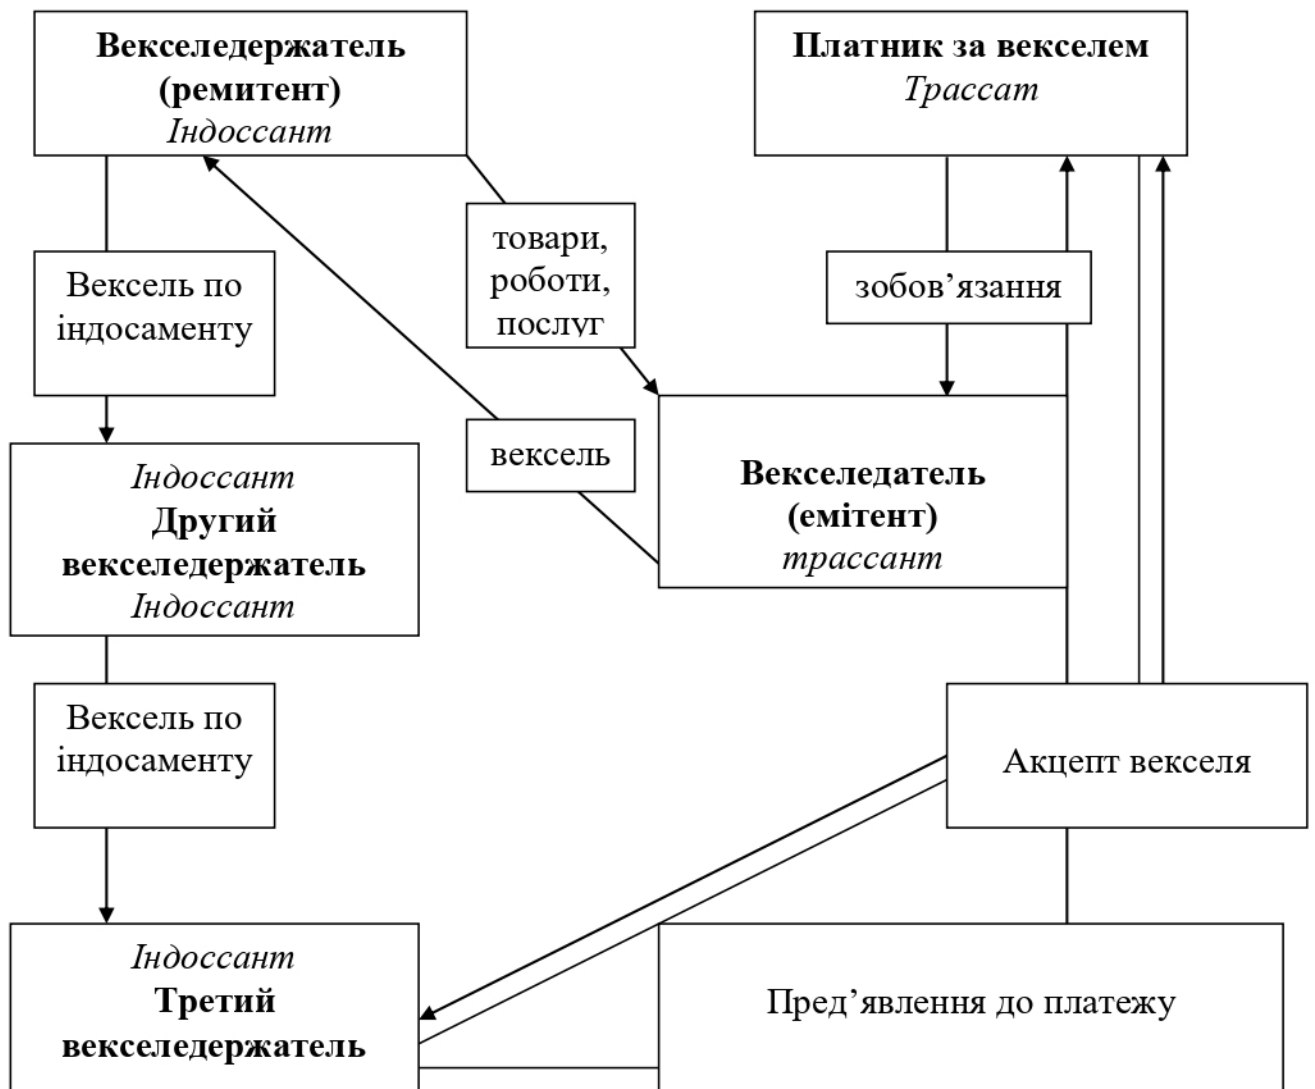 Векселедержатель
(ремитент)
Індоссант
Платник за векселем
Трассат
товари,
роботи,
послуг
Вексель по
індосаменту
зобов’язання
вексель
Векселедатель
(емітент)
трассант
Індоссант
Другий
векселедержатель
Індоссант
Вексель по
індосаменту
Акцепт векселя
Індоссант
Третий
векселедержатель
Пред’явлення до платежу